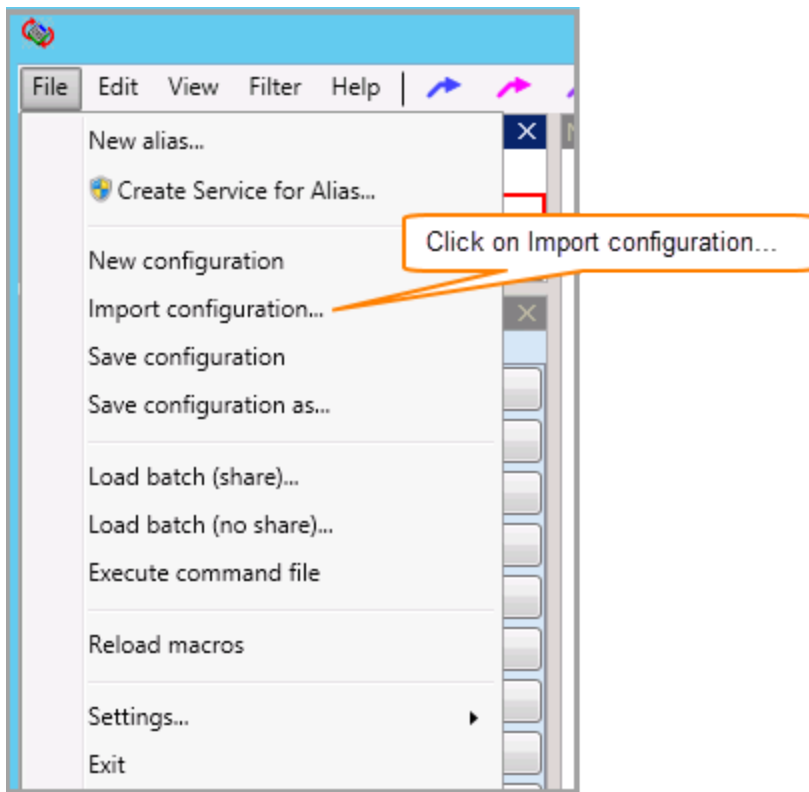 File Edit View Filter Help
New alias...
Create Service for Alias...
Click on Import configuration...
New configuration
Import configuration...
Save configuration
Save configuration as...
Load batch (share)...
Load batch (no share)...
Execute command file
Reload macros
Settings...
Exit